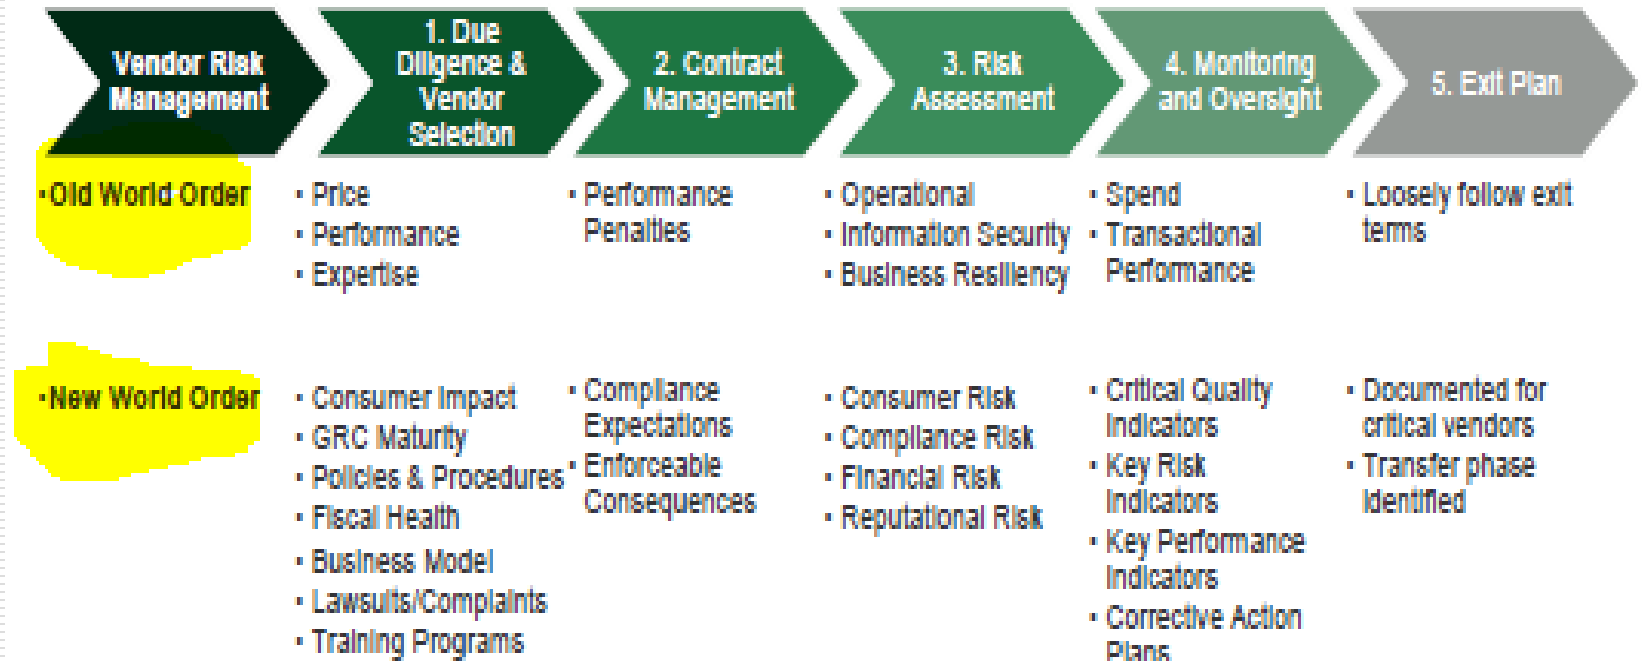 Vendor Risk
Management
1. Due
Diligence &
Vendor
Selection
2. Contract
Management
3. Risk
Assessment
4. Monitoring
and Oversight
5. Exit Plan
▪Old World Order
▪ Price
▪ Performance
▪ Expertise
▪ Performance
Penalties
▪ Operational
▪ Information Security
▪ Business Resiliency
▪ Spend
▪ Transactional
Performance
▪ Loosely follow exit
terms
▪New World Order
▪ Consumer Impact
▪ GRC Maturity
▪ Policies & Procedures
▪ Fiscal Health
▪ Business Model
▪ Lawsuits/Complaints
▪ Training Programs
▪ Compliance
Expectations
▪ Enforceable
Consequences
▪ Consumer Risk
▪ Compliance Risk
▪ Financial Risk
▪ Reputational Risk
▪ Critical Quality
Indicators
▪ Key Risk
Indicators
▪ Key Performance
Indicators
▪ Corrective Action
Plans
▪ Documented for
critical vendors
▪ Transfer phase
identified